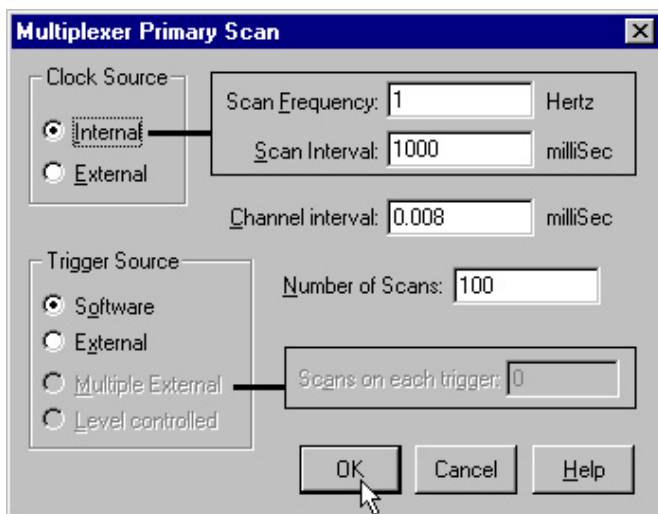 Multiplexer Primary Scan
Clock Source
Internal
External
Scan Frequency: 1 Hertz
Scan Interval: 1000 milliSec
Channel interval: 0.008 milliSec
Trigger Source
Software
External
Multiple External
Level controlled
Number of Scans: 100
Scans on each trigger: 0
OK Cancel Help